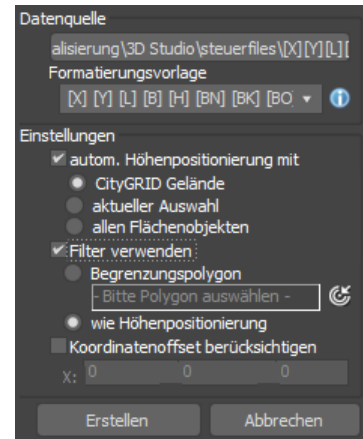 Datenquelle
alisierung\3D Studio\steuerfiles\[X][Y][L][
Formatierungsvorlage
[X] [Y] [L] [B] [H] [BN] [BK] [BO]
Einstellungen
autom. Höhenpositionierung mit
CityGRID Gelände
aktueller Auswahl
allen Flächenobjekten
Filter verwenden
Begrenzungspolygon
- Bitte Polygon auswählen -
wie Höhenpositionierung
Koordinatenoffset berücksichtigen
X: 0 0 0
Erstellen Abbrechen